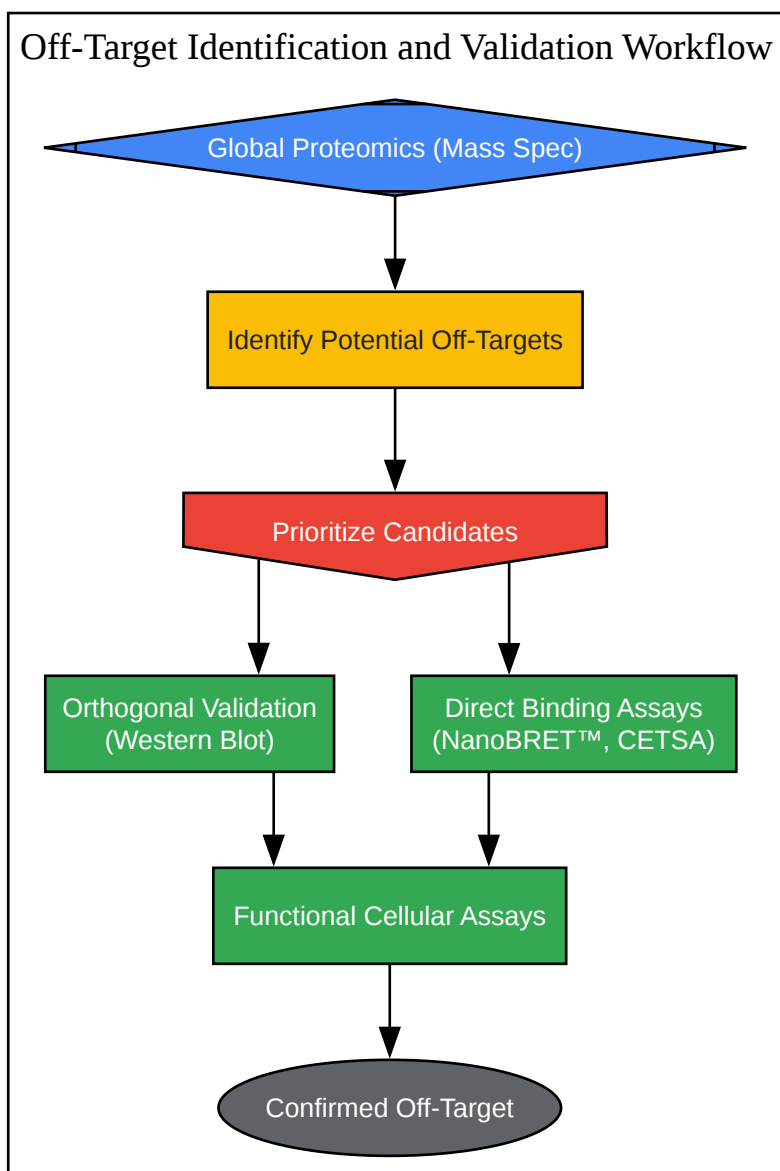 Off-Target Identification and Validation Workflow
Global Proteomics (Mass Spec)
Identify Potential Off-Targets
Prioritize Candidates
Orthogonal Validation
(Western Blot)
Direct Binding Assays
(NanoBRET™, CETSA)
Functional Cellular Assays
Confirmed Off-Target